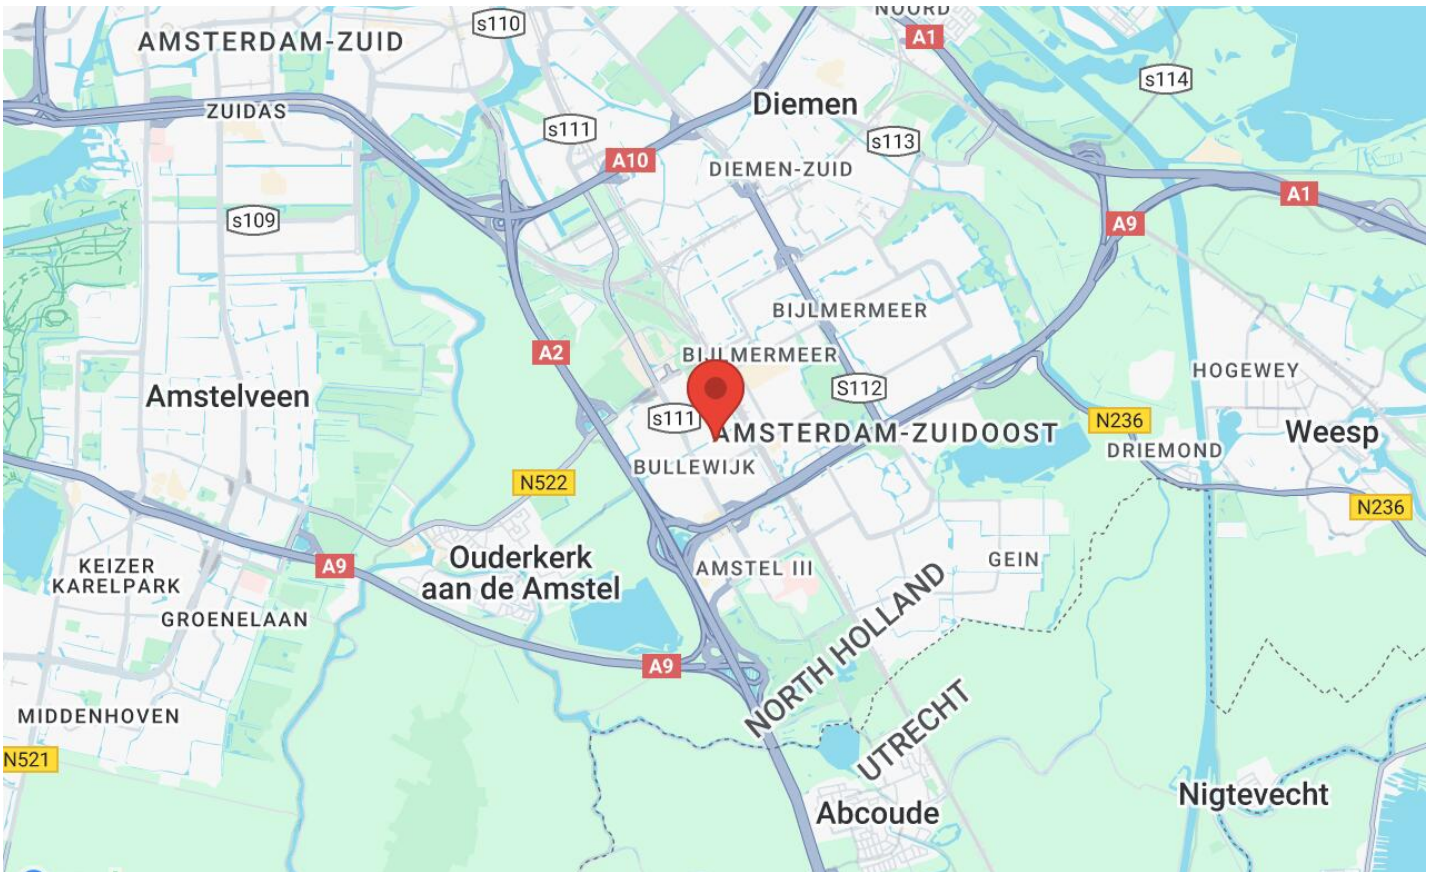 NOORD
s110
A1
AMSTERDAM-ZUID
s114
Diemen
ZUIDAS
s111
s113
A10
DIEMEN-ZUID
A1
s109
A9
BIJLMERMEER
A2
BIJLMERMEER
HOGEWEY
S112
Amstelveen
s111
N236
AMSTERDAM-ZUIDOOST
Weesp
DRIEMOND
BULLEWIJK
N522
N236
Ouderkerk
aan de Amstel
GEIN
A9
KEIZER
KARELPARK
AMSTEL III
GROENELAAN
NORTH HOLLAND
A9
MIDDENHOVEN
UTRECHT
N521
Nigtevecht
Abcoude